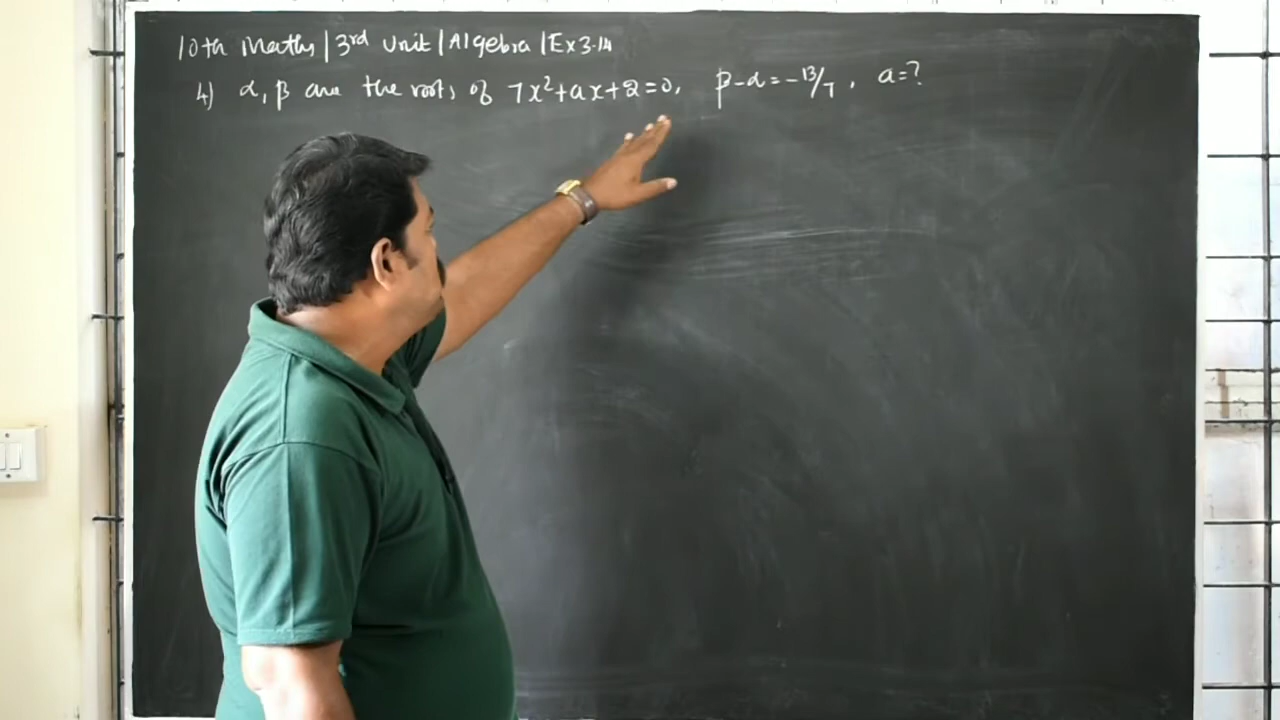 10th Maths | 3rd Unit | Algebra | Ex 3.14
4) α, β are the roots of 7x²+ax+2=0, β-α=-13/7, a=?